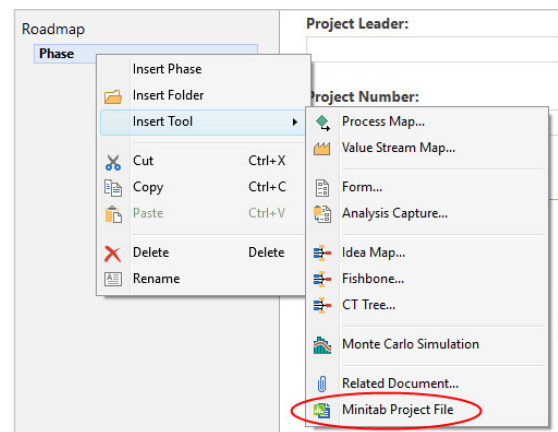 Roadmap
Phase
Project Leader:
Project Number:
Insert Phase
Insert Folder
Insert Tool
Cut Ctrl+X
Copy Ctrl+C
Paste Ctrl+V
Delete Delete
Rename
Process Map...
Value Stream Map...
Form...
Analysis Capture...
Idea Map...
Fishbone...
CT Tree...
Monte Carlo Simulation
Related Document...
Minitab Project File